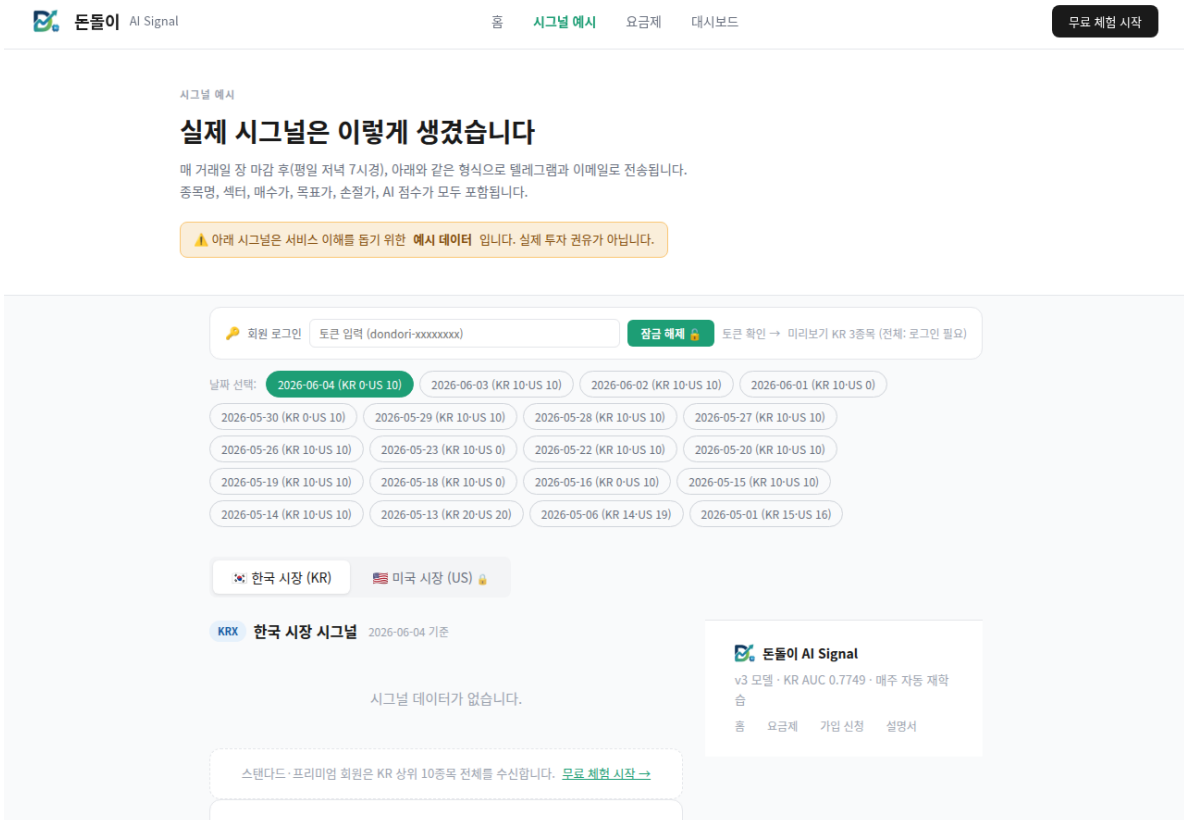 돈돌이 AI Signal
홈 시그널 예시 요금제 대시보드
무료 체험 시작
시그널 예시
실제 시그널은 이렇게 생겼습니다
매 거래일 장 마감 후(평일 저녁 7시경), 아래와 같은 형식으로 텔레그램과 이메일로 전송됩니다.
종목명, 섹터, 매수가, 목표가, 손절가, AI 점수가 모두 포함됩니다.
⚠️ 아래 시그널은 서비스 이해를 돕기 위한 예시 데이터 입니다. 실제 투자 권유가 아닙니다.
🔑 회원 로그인 토큰 입력 (dondori-xxxxxxxx) 잠금 해제 🔓 토큰 확인 → 미리보기 KR 3종목 (전체: 로그인 필요)
날짜 선택: 2026-06-04 (KR 0·US 10) 2026-06-03 (KR 10·US 10) 2026-06-02 (KR 10·US 10) 2026-06-01 (KR 10·US 0)
2026-05-30 (KR 0·US 10) 2026-05-29 (KR 10·US 10) 2026-05-28 (KR 10·US 10) 2026-05-27 (KR 10·US 10)
2026-05-26 (KR 10·US 10) 2026-05-23 (KR 10·US 0) 2026-05-22 (KR 10·US 10) 2026-05-20 (KR 10·US 10)
2026-05-19 (KR 10·US 10) 2026-05-18 (KR 10·US 0) 2026-05-16 (KR 0·US 10) 2026-05-15 (KR 10·US 10)
2026-05-14 (KR 10·US 10) 2026-05-13 (KR 20·US 20) 2026-05-06 (KR 14·US 19) 2026-05-01 (KR 15·US 16)
🇰🇷 한국 시장 (KR) 🇺🇸 미국 시장 (US) 🔒
KRX 한국 시장 시그널 2026-06-04 기준
시그널 데이터가 없습니다.
스탠다드·프리미엄 회원은 KR 상위 10종목 전체를 수신합니다. 무료 체험 시작 →
돈돌이 AI Signal
v3 모델 · KR AUC 0.7749 · 매주 자동 재학
습
홈 요금제 가입 신청 설명서